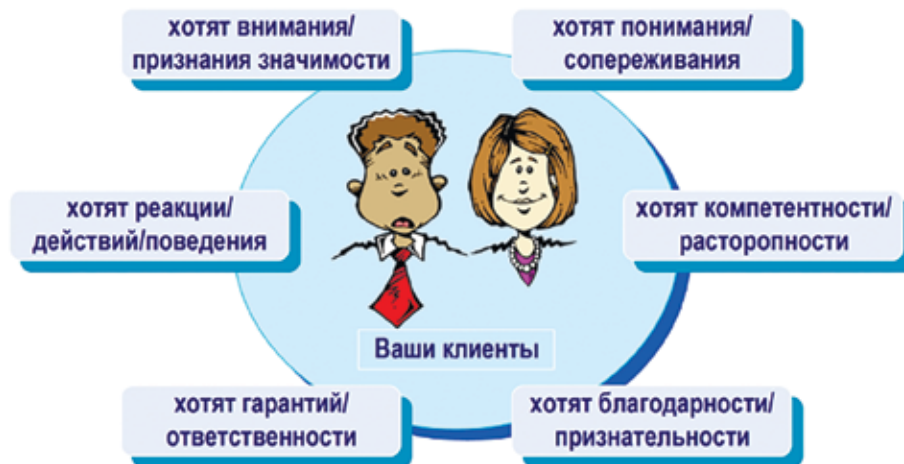 хотят внимания/
признания значимости
хотят понимания/
сопереживания
хотят реакции/
действий/поведения
хотят компетентности/
расторопности
Ваши клиенты
хотят гарантий/
ответственности
хотят благодарности/
признательности